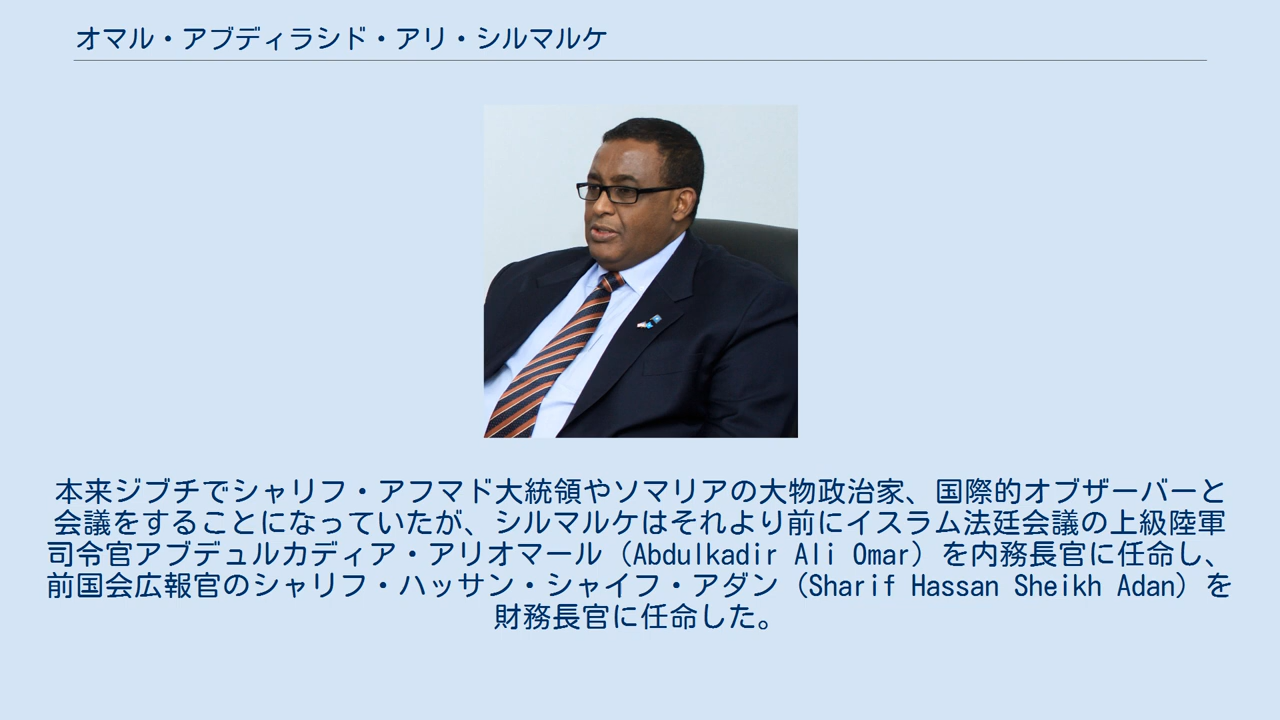 オマル・アブディラシド・アリ・シルマルケ
本来ジブチでシャリフ・アフマド大統領やソマリアの大物政治家、国際的オブザーバーと
会議をすることになっていたが、シルマルケはそれより前にイスラム法廷会議の上級陸軍
司令官アブデュルカディア・アリオマール（Abdulkadir Ali Omar）を内務長官に任命し、
前国会広報官のシャリフ・ハッサン・シャイフ・アダン（Sharif Hassan Sheikh Adan）を
財務長官に任命した。